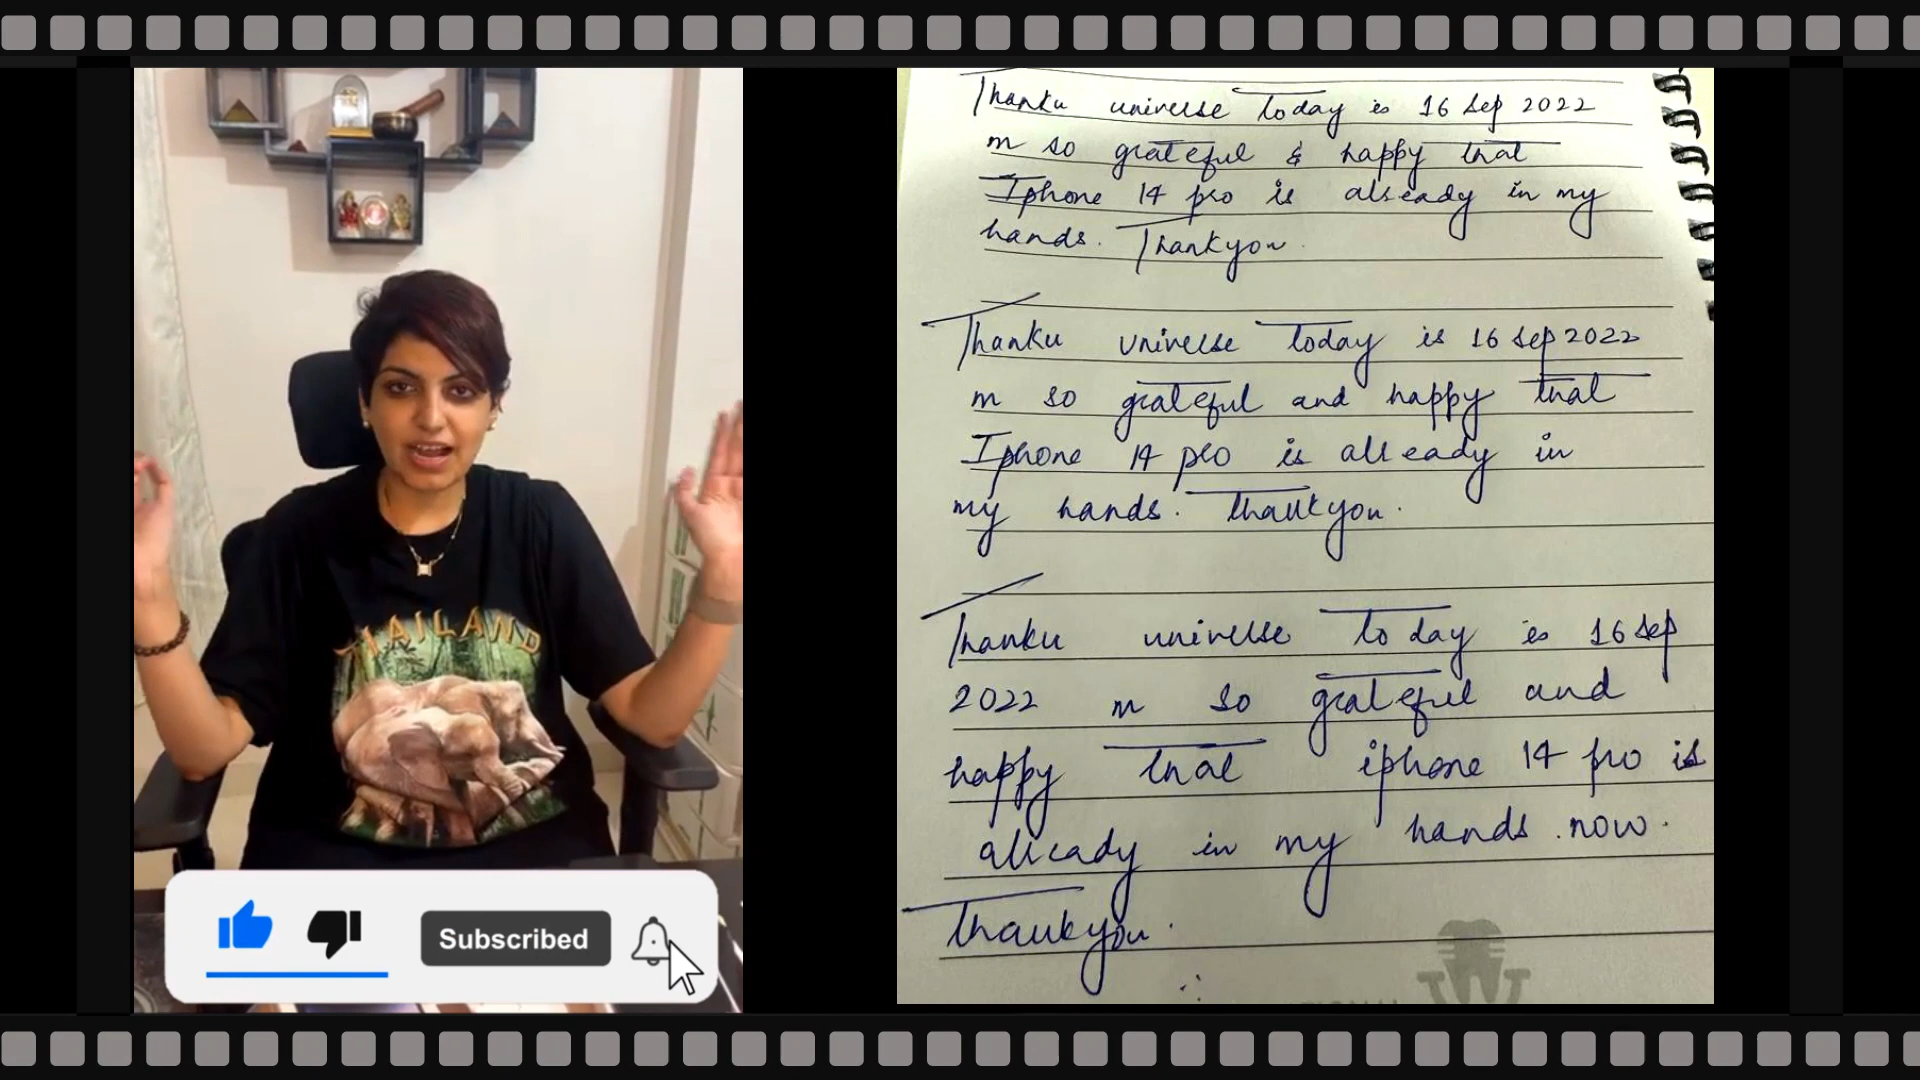 THAILAND
Subscribed
Thanku universe today is 16 Sep 2022
m so grateful & happy that
Iphone 14 pro is already in my
hands. Thankyou.
Thanku universe today is 16 Sep 2022
m so grateful and happy that
Iphone 14 pro is already in
my hands. Thankyou.
Thanku universe today is 16 Sep
2022 m so grateful and
happy that iphone 14 pro is
already in my hands. now.
Thankyou.